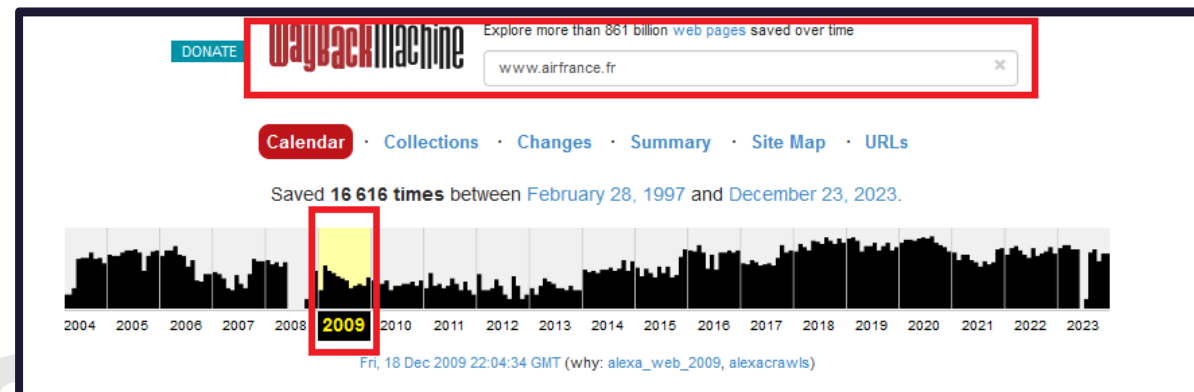 Explore more than 861 billion web pages saved over time
DONATE
WayBackMachine
www.airfrance.fr ×
Calendar · Collections · Changes · Summary · Site Map · URLs
Saved 16 616 times between February 28, 1997 and December 23, 2023.
2004 2005 2006 2007 2008 2009 2010 2011 2012 2013 2014 2015 2016 2017 2018 2019 2020 2021 2022 2023
Fri, 18 Dec 2009 22:04:34 GMT (why: alexa_web_2009, alexacrawls)